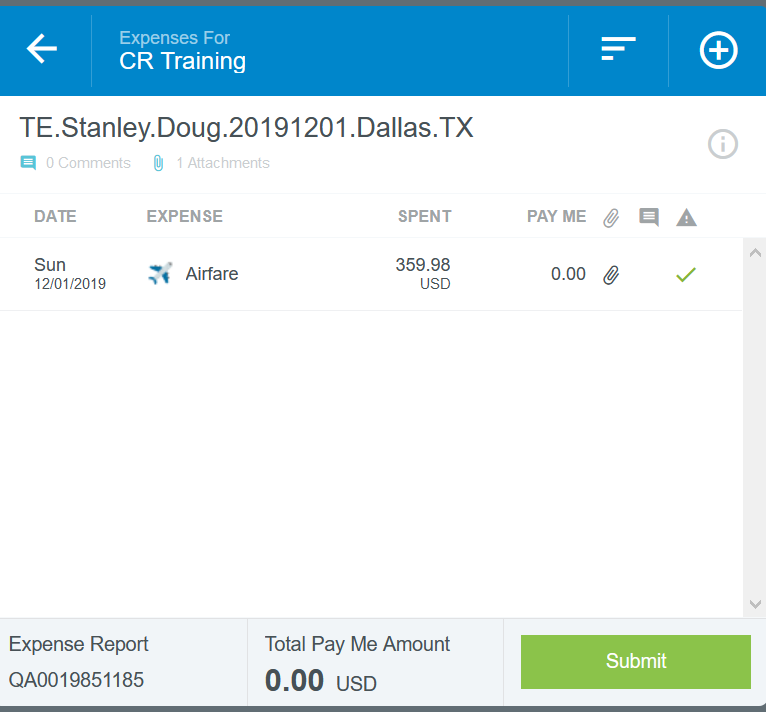 Expenses For
CR Training
TE.Stanley.Doug.20191201.Dallas.TX
0 Comments 1 Attachments
DATE EXPENSE SPENT PAY ME
Sun
12/01/2019
Airfare
359.98
USD
0.00
Expense Report
QA0019851185
Total Pay Me Amount
0.00 USD
Submit